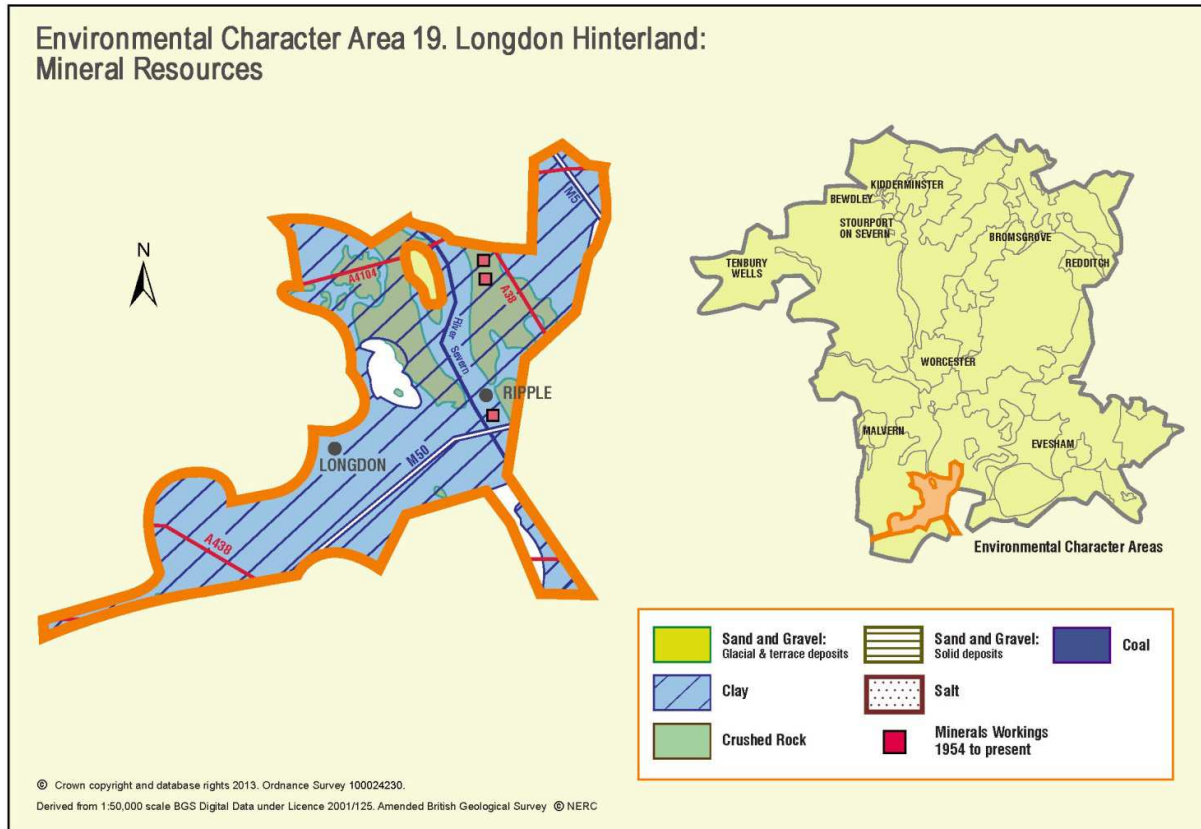 Environmental Character Area 19. Longdon Hinterland:
Mineral Resources
N
M5
A4104
A38
River Severn
RIPPLE
LONGDON
M50
A438
KIDDERMINSTER
BEWDLEY
STOURPORT
ON SEVERN
BROMSGROVE
TENBURY
WELLS
REDDITCH
WORCESTER
MALVERN
EVESHAM
Environmental Character Areas
Sand and Gravel:
Glacial & terrace deposits
Sand and Gravel:
Solid deposits
Coal
Clay
Salt
Crushed Rock
Minerals Workings
1954 to present
© Crown copyright and database rights 2013. Ordnance Survey 100024230.
Derived from 1:50,000 scale BGS Digital Data under Licence 2001/125. Amended British Geological Survey © NERC